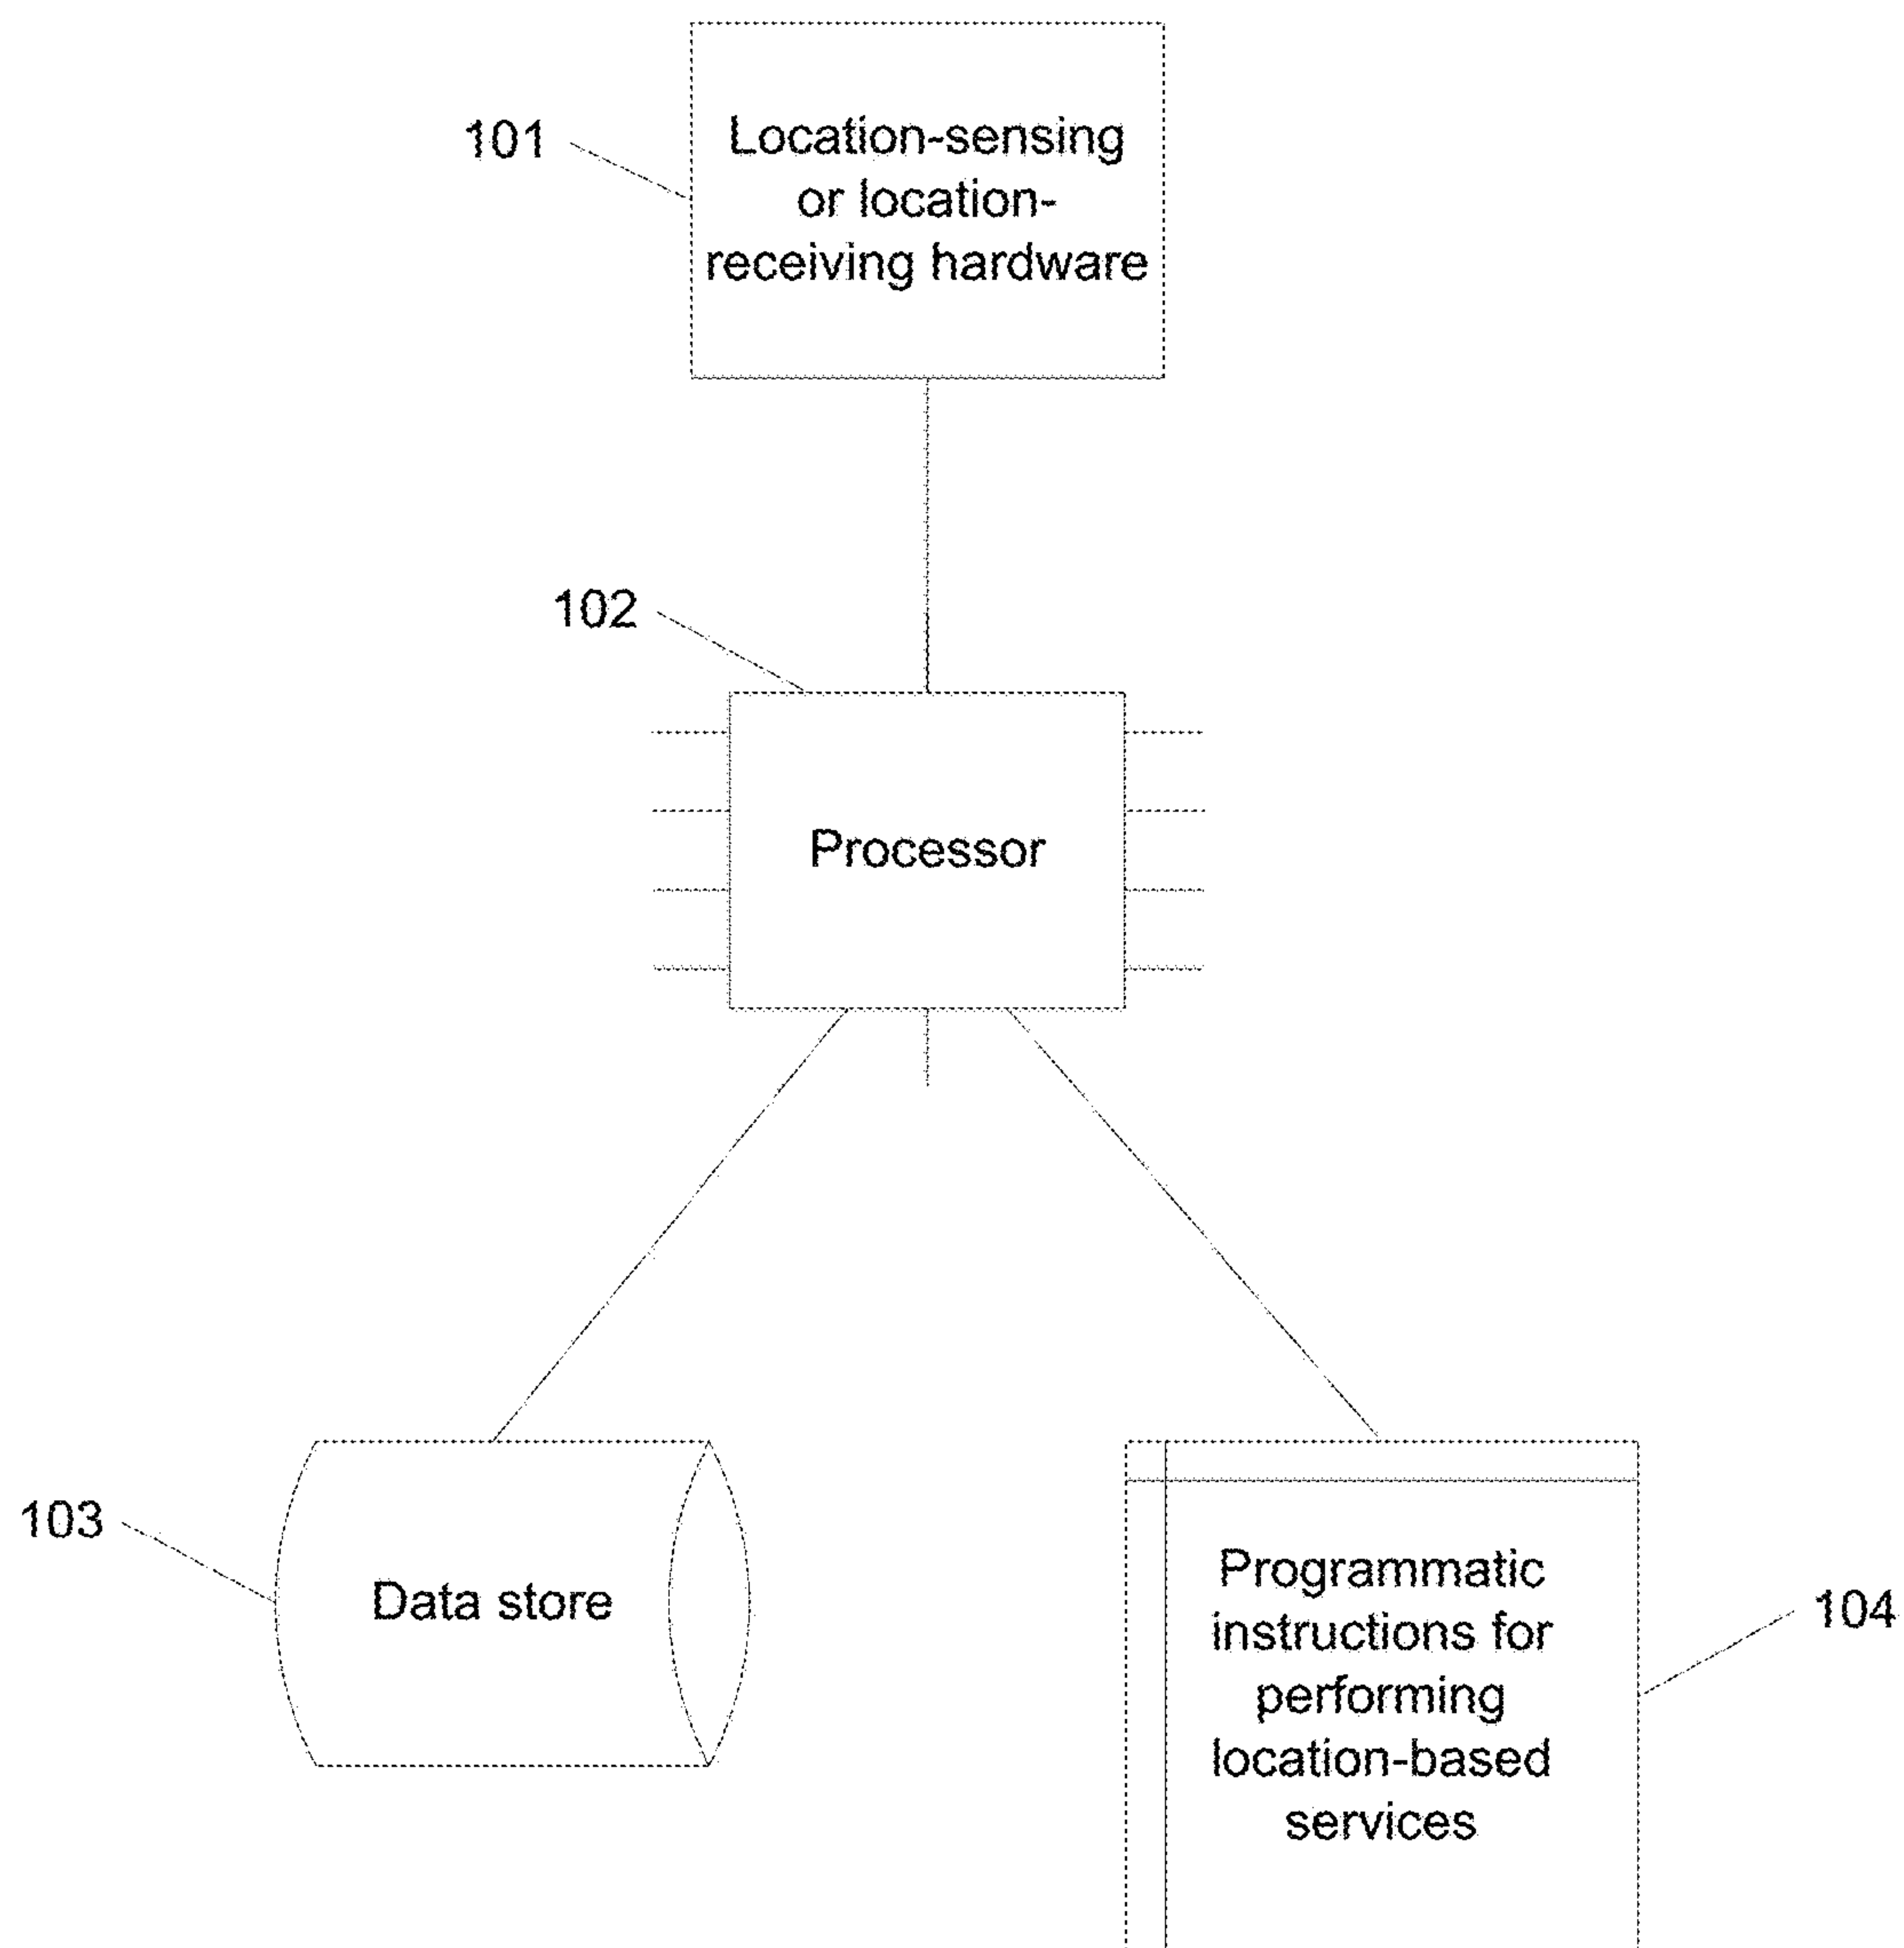 101
Location-sensing
or location-
receiving hardware
102
Processor
103
Data store
Programmatic
instructions for
performing
location-based
services
104